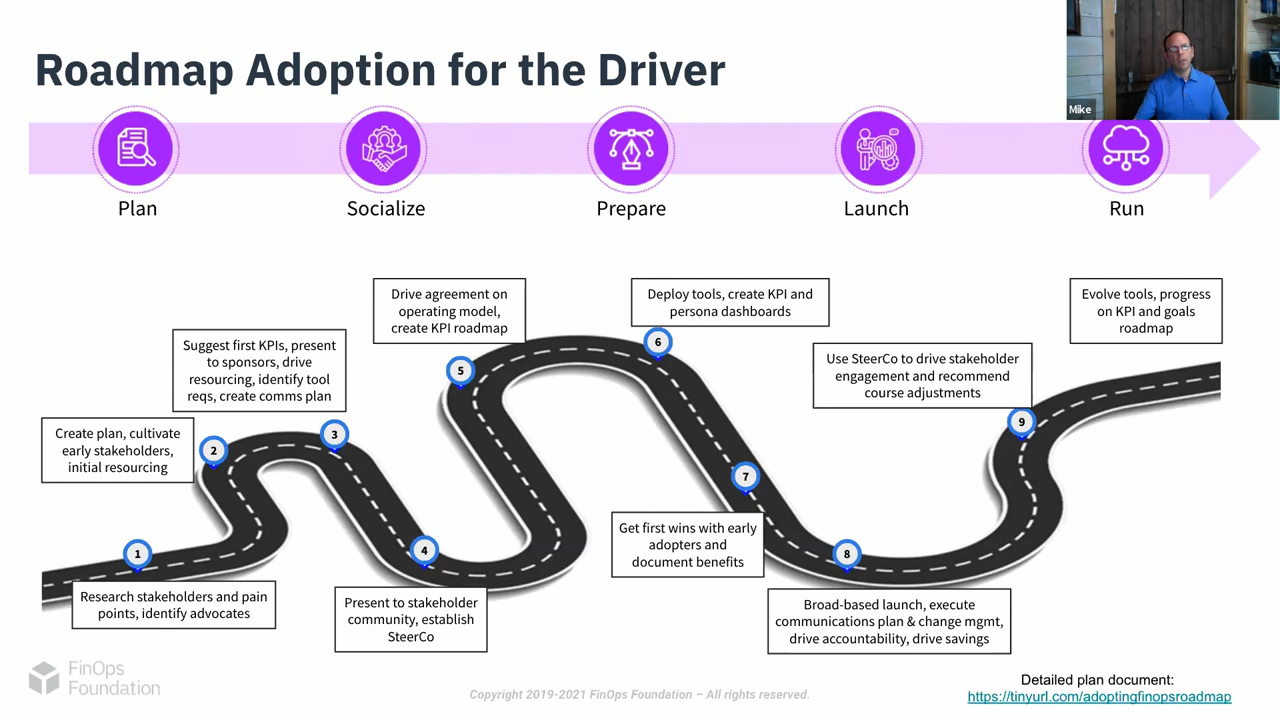 Roadmap Adoption for the Driver
Mike
Plan
Socialize
Prepare
Launch
Run
Drive agreement on
operating model,
create KPI roadmap
Deploy tools, create KPI and
persona dashboards
Evolve tools, progress
on KPI and goals
roadmap
Suggest first KPIs, present
to sponsors, drive
resourcing, identify tool
reqs, create comms plan
Use SteerCo to drive stakeholder
engagement and recommend
course adjustments
Create plan, cultivate
early stakeholders,
initial resourcing
1
2
3
4
5
6
7
8
9
Get first wins with early
adopters and
document benefits
Research stakeholders and pain
points, identify advocates
Present to stakeholder
community, establish
SteerCo
Broad-based launch, execute
communications plan & change mgmt,
drive accountability, drive savings
FinOps
Foundation
Copyright 2019-2021 FinOps Foundation – All rights reserved.
Detailed plan document:
https://tinyurl.com/adoptingfinopsroadmap